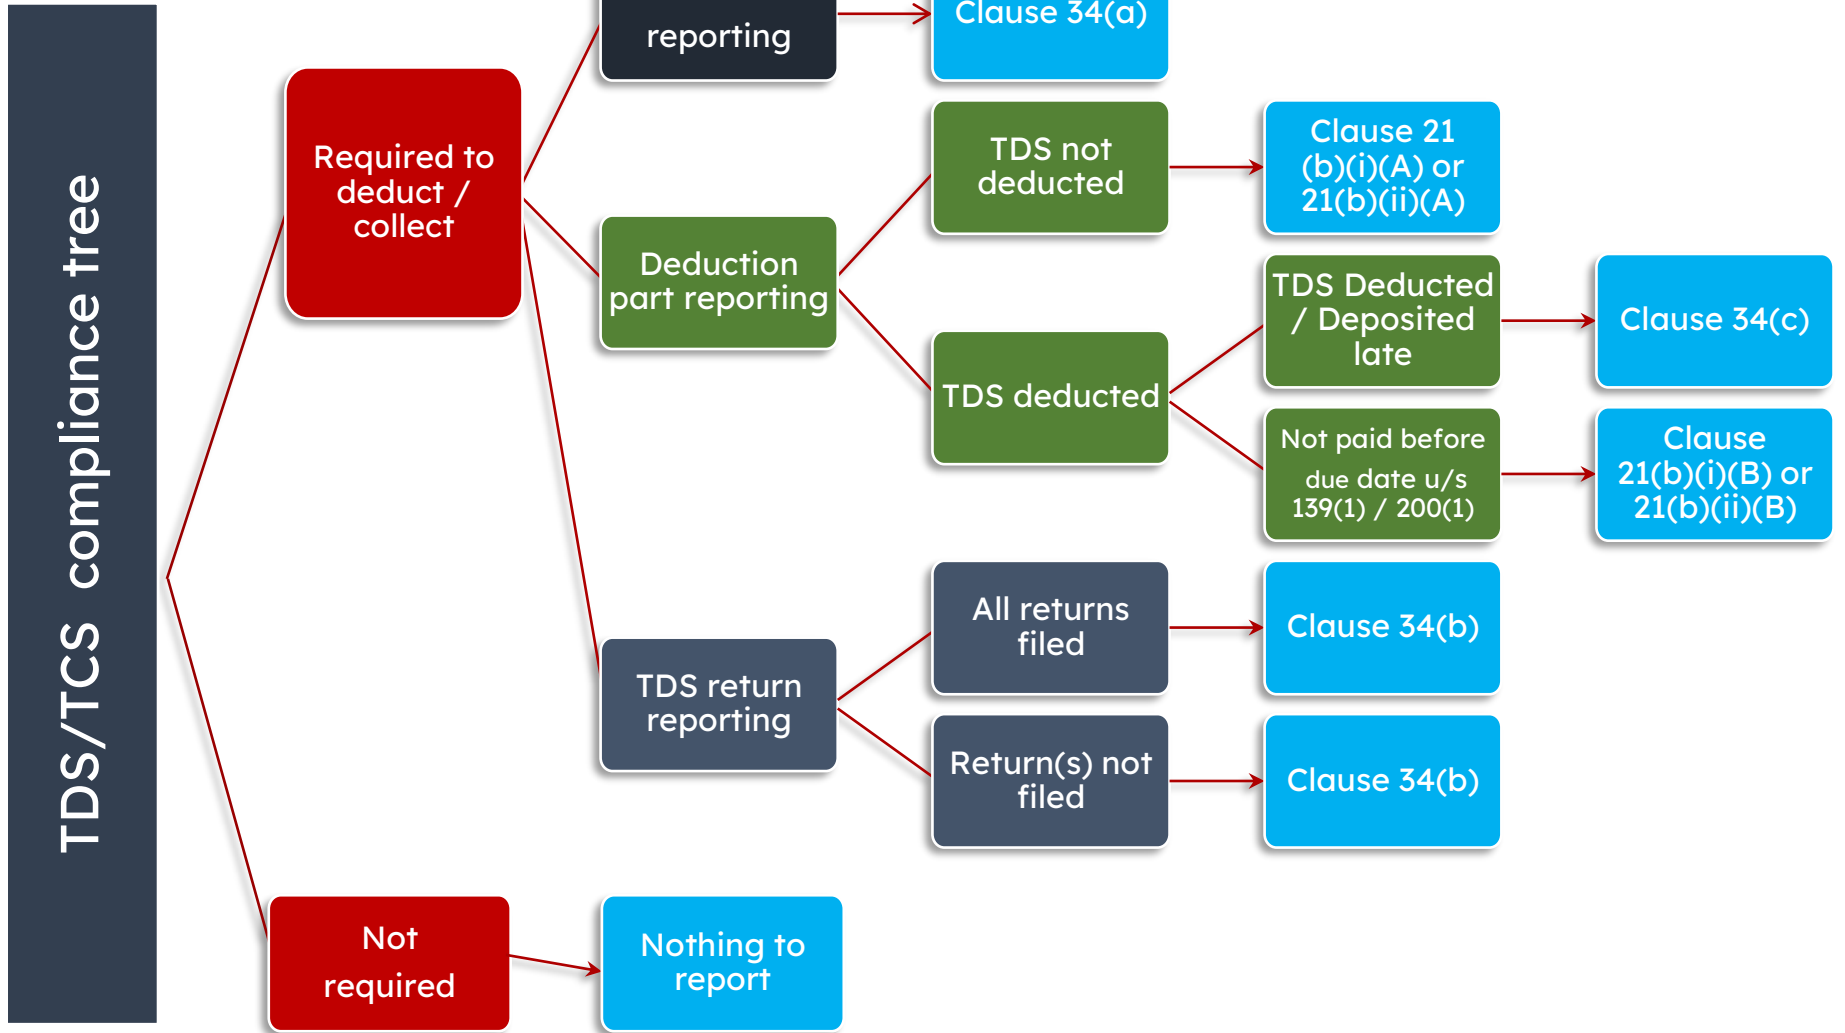 TDS/TCS compliance tree
reporting
Clause 34(a)
Required to
deduct /
collect
Deduction
part reporting
TDS not
deducted
Clause 21
(b)(i)(A) or
21(b)(ii)(A)
TDS deducted
TDS Deducted
/ Deposited
late
Clause 34(c)
Not paid before
due date u/s
139(1) / 200(1)
Clause
21(b)(i)(B) or
21(b)(ii)(B)
TDS return
reporting
All returns
filed
Clause 34(b)
Return(s) not
filed
Clause 34(b)
Not
required
Nothing to
report